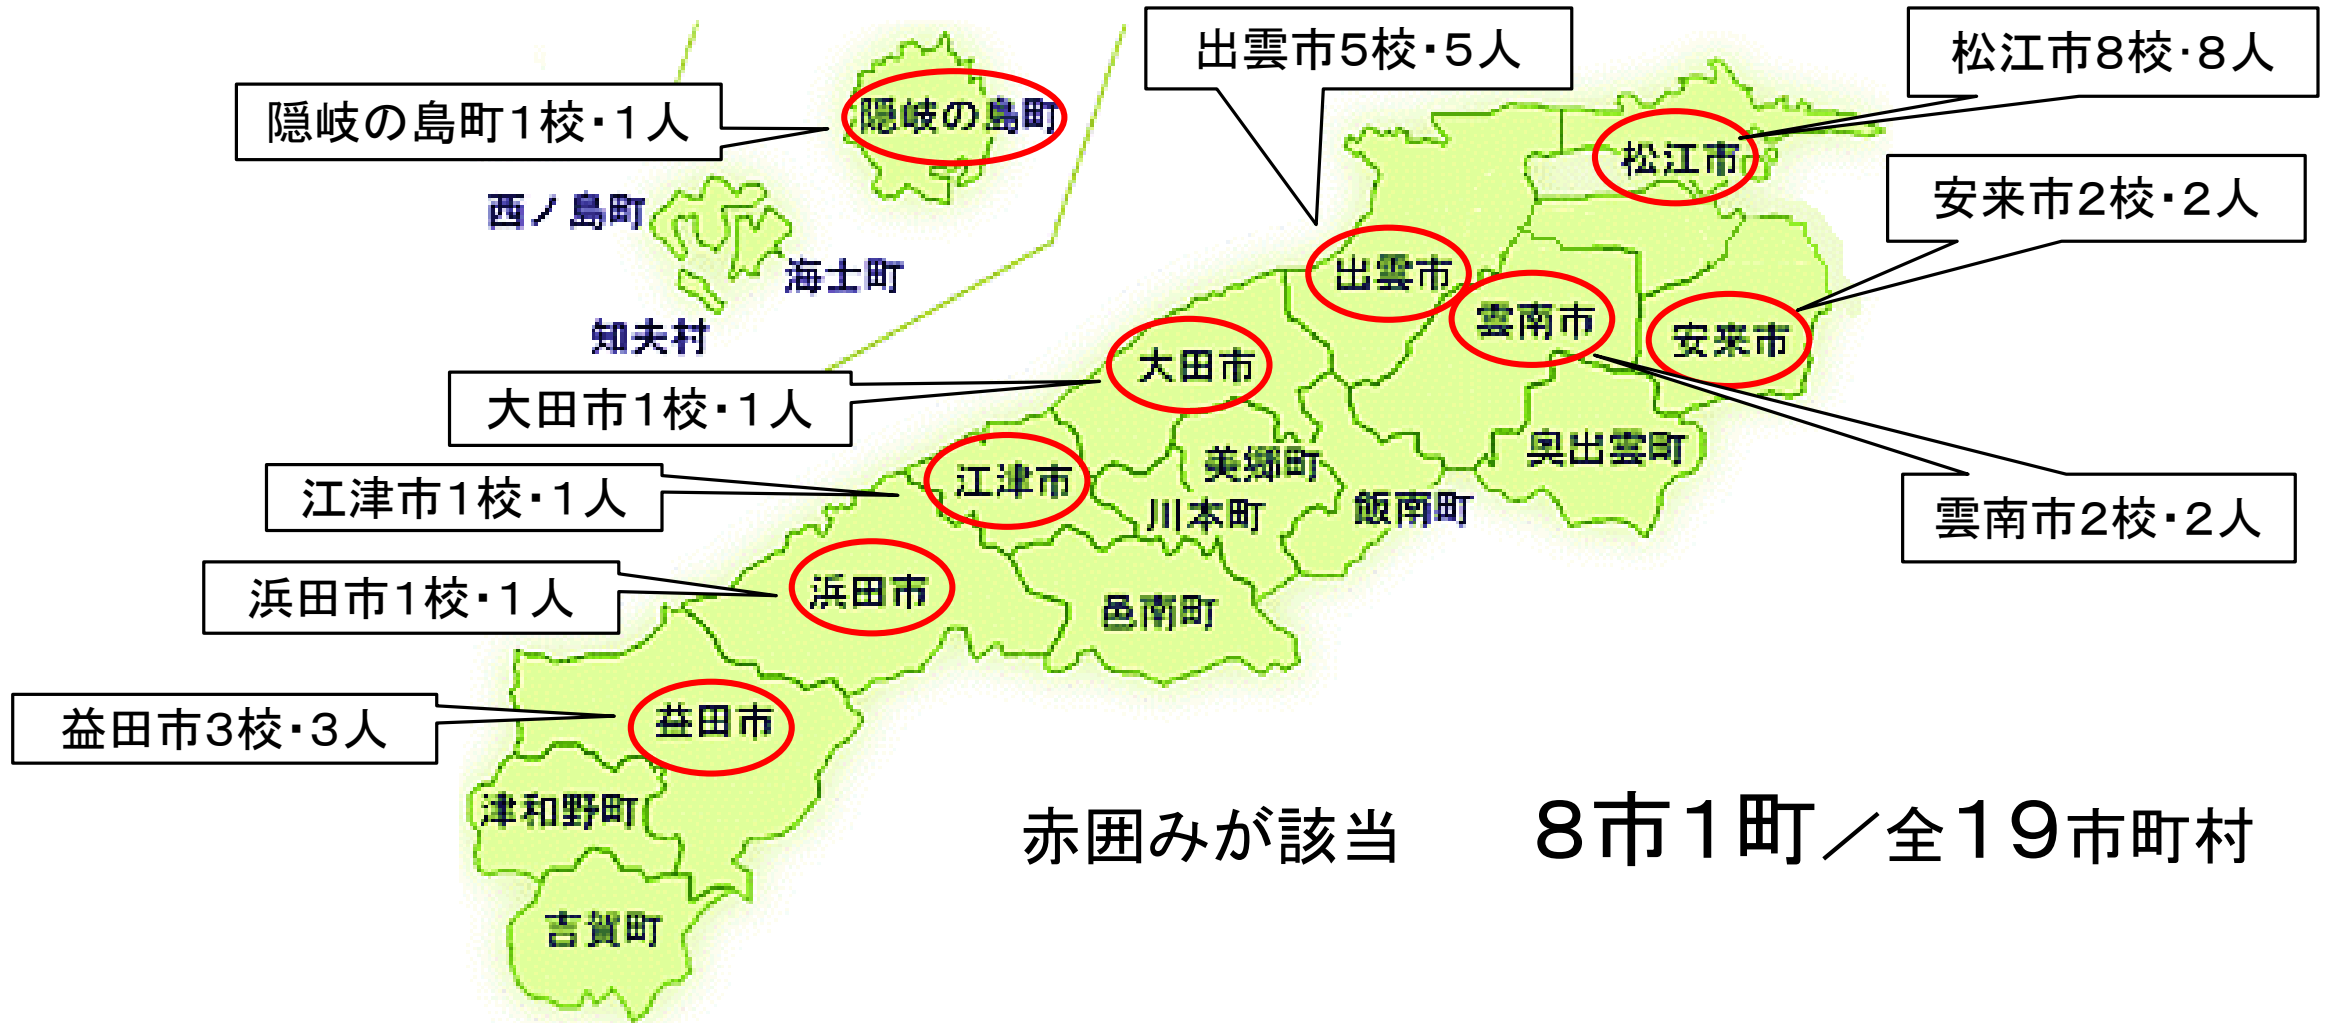 出雲市５校・５人
松江市８校・８人
隠岐の島町１校・１人
隠岐の島町
松江市
安来市２校・２人
西ノ島町
海士町
出雲市
知夫村
雲南市
安来市
大田市
大田市１校・１人
美郷町
奥出雲町
江津市
江津市１校・１人
川本町
飯南町
雲南市２校・２人
浜田市１校・１人
浜田市
邑南町
益田市３校・３人
益田市
津和野町
赤囲みが該当　８市１町／全１９市町村
吉賀町